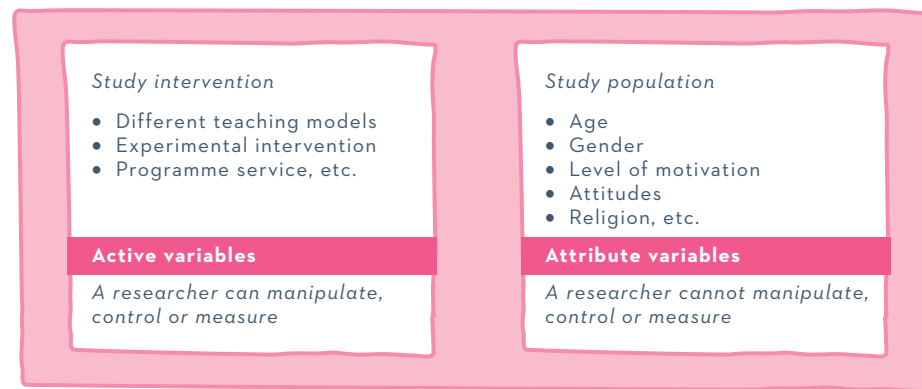 Study intervention
• Different teaching models
• Experimental intervention
• Programme service, etc.
Active variables
A researcher can manipulate,
control or measure
Study population
• Age
• Gender
• Level of motivation
• Attitudes
• Religion, etc.
Attribute variables
A researcher cannot manipulate,
control or measure